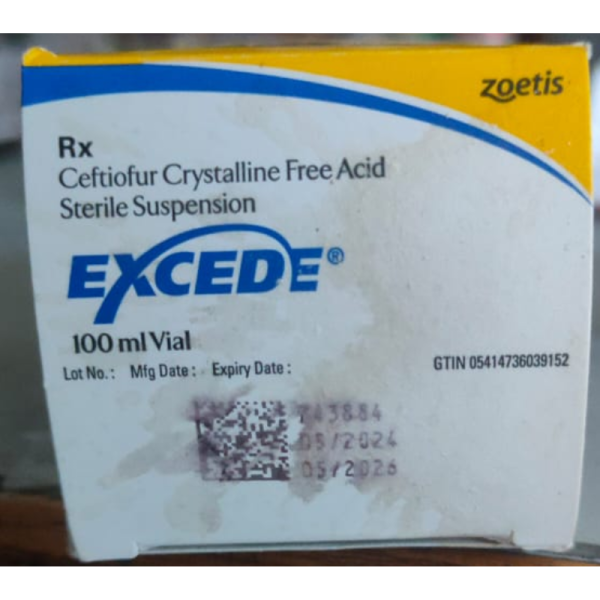 zoetis
Rx
Ceftiofur Crystalline Free Acid
Sterile Suspension
EXCEDE®
100 ml Vial
Lot No.: Mfg Date: Expiry Date:
GTIN 05414736039152
743884
05/2024
05/2026